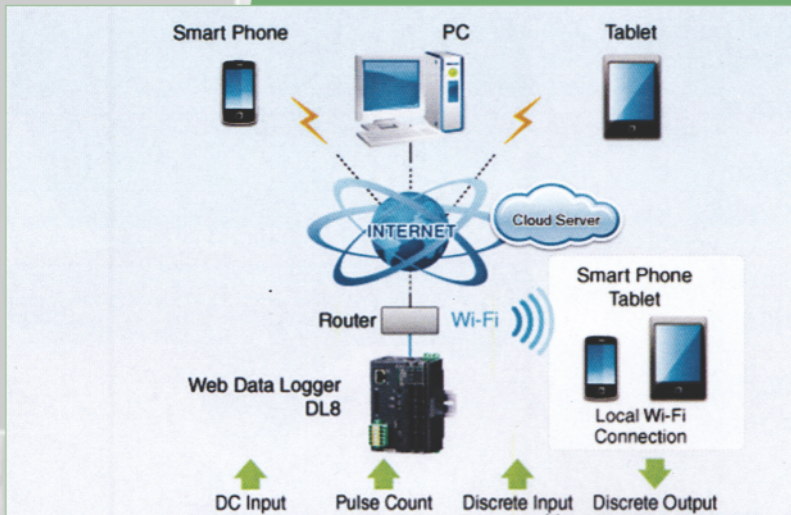 Smart Phone
PC
Tablet
INTERNET
Cloud Server
Router
Wi-Fi
Smart Phone
Tablet
Web Data Logger
DL8
Local Wi-Fi
Connection
DC Input
Pulse Count
Discrete Input
Discrete Output